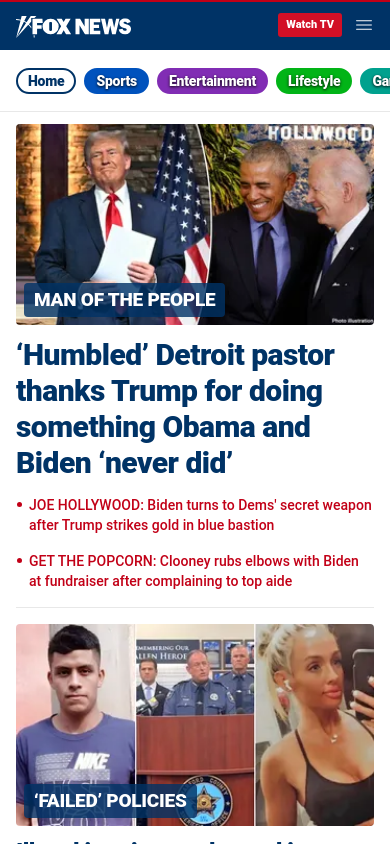 FOX NEWS
Watch TV
Home
Sports
Entertainment
Lifestyle
HOLLYWOOD
MAN OF THE PEOPLE
Photo Illustration
‘Humbled’ Detroit pastor
thanks Trump for doing
something Obama and
Biden ‘never did’
JOE HOLLYWOOD: Biden turns to Dems' secret weapon
after Trump strikes gold in blue bastion
GET THE POPCORN: Clooney rubs elbows with Biden
at fundraiser after complaining to top aide
REMEMBERING OUR
ALLEN HEROE
NIKE
‘FAILED’ POLICIES